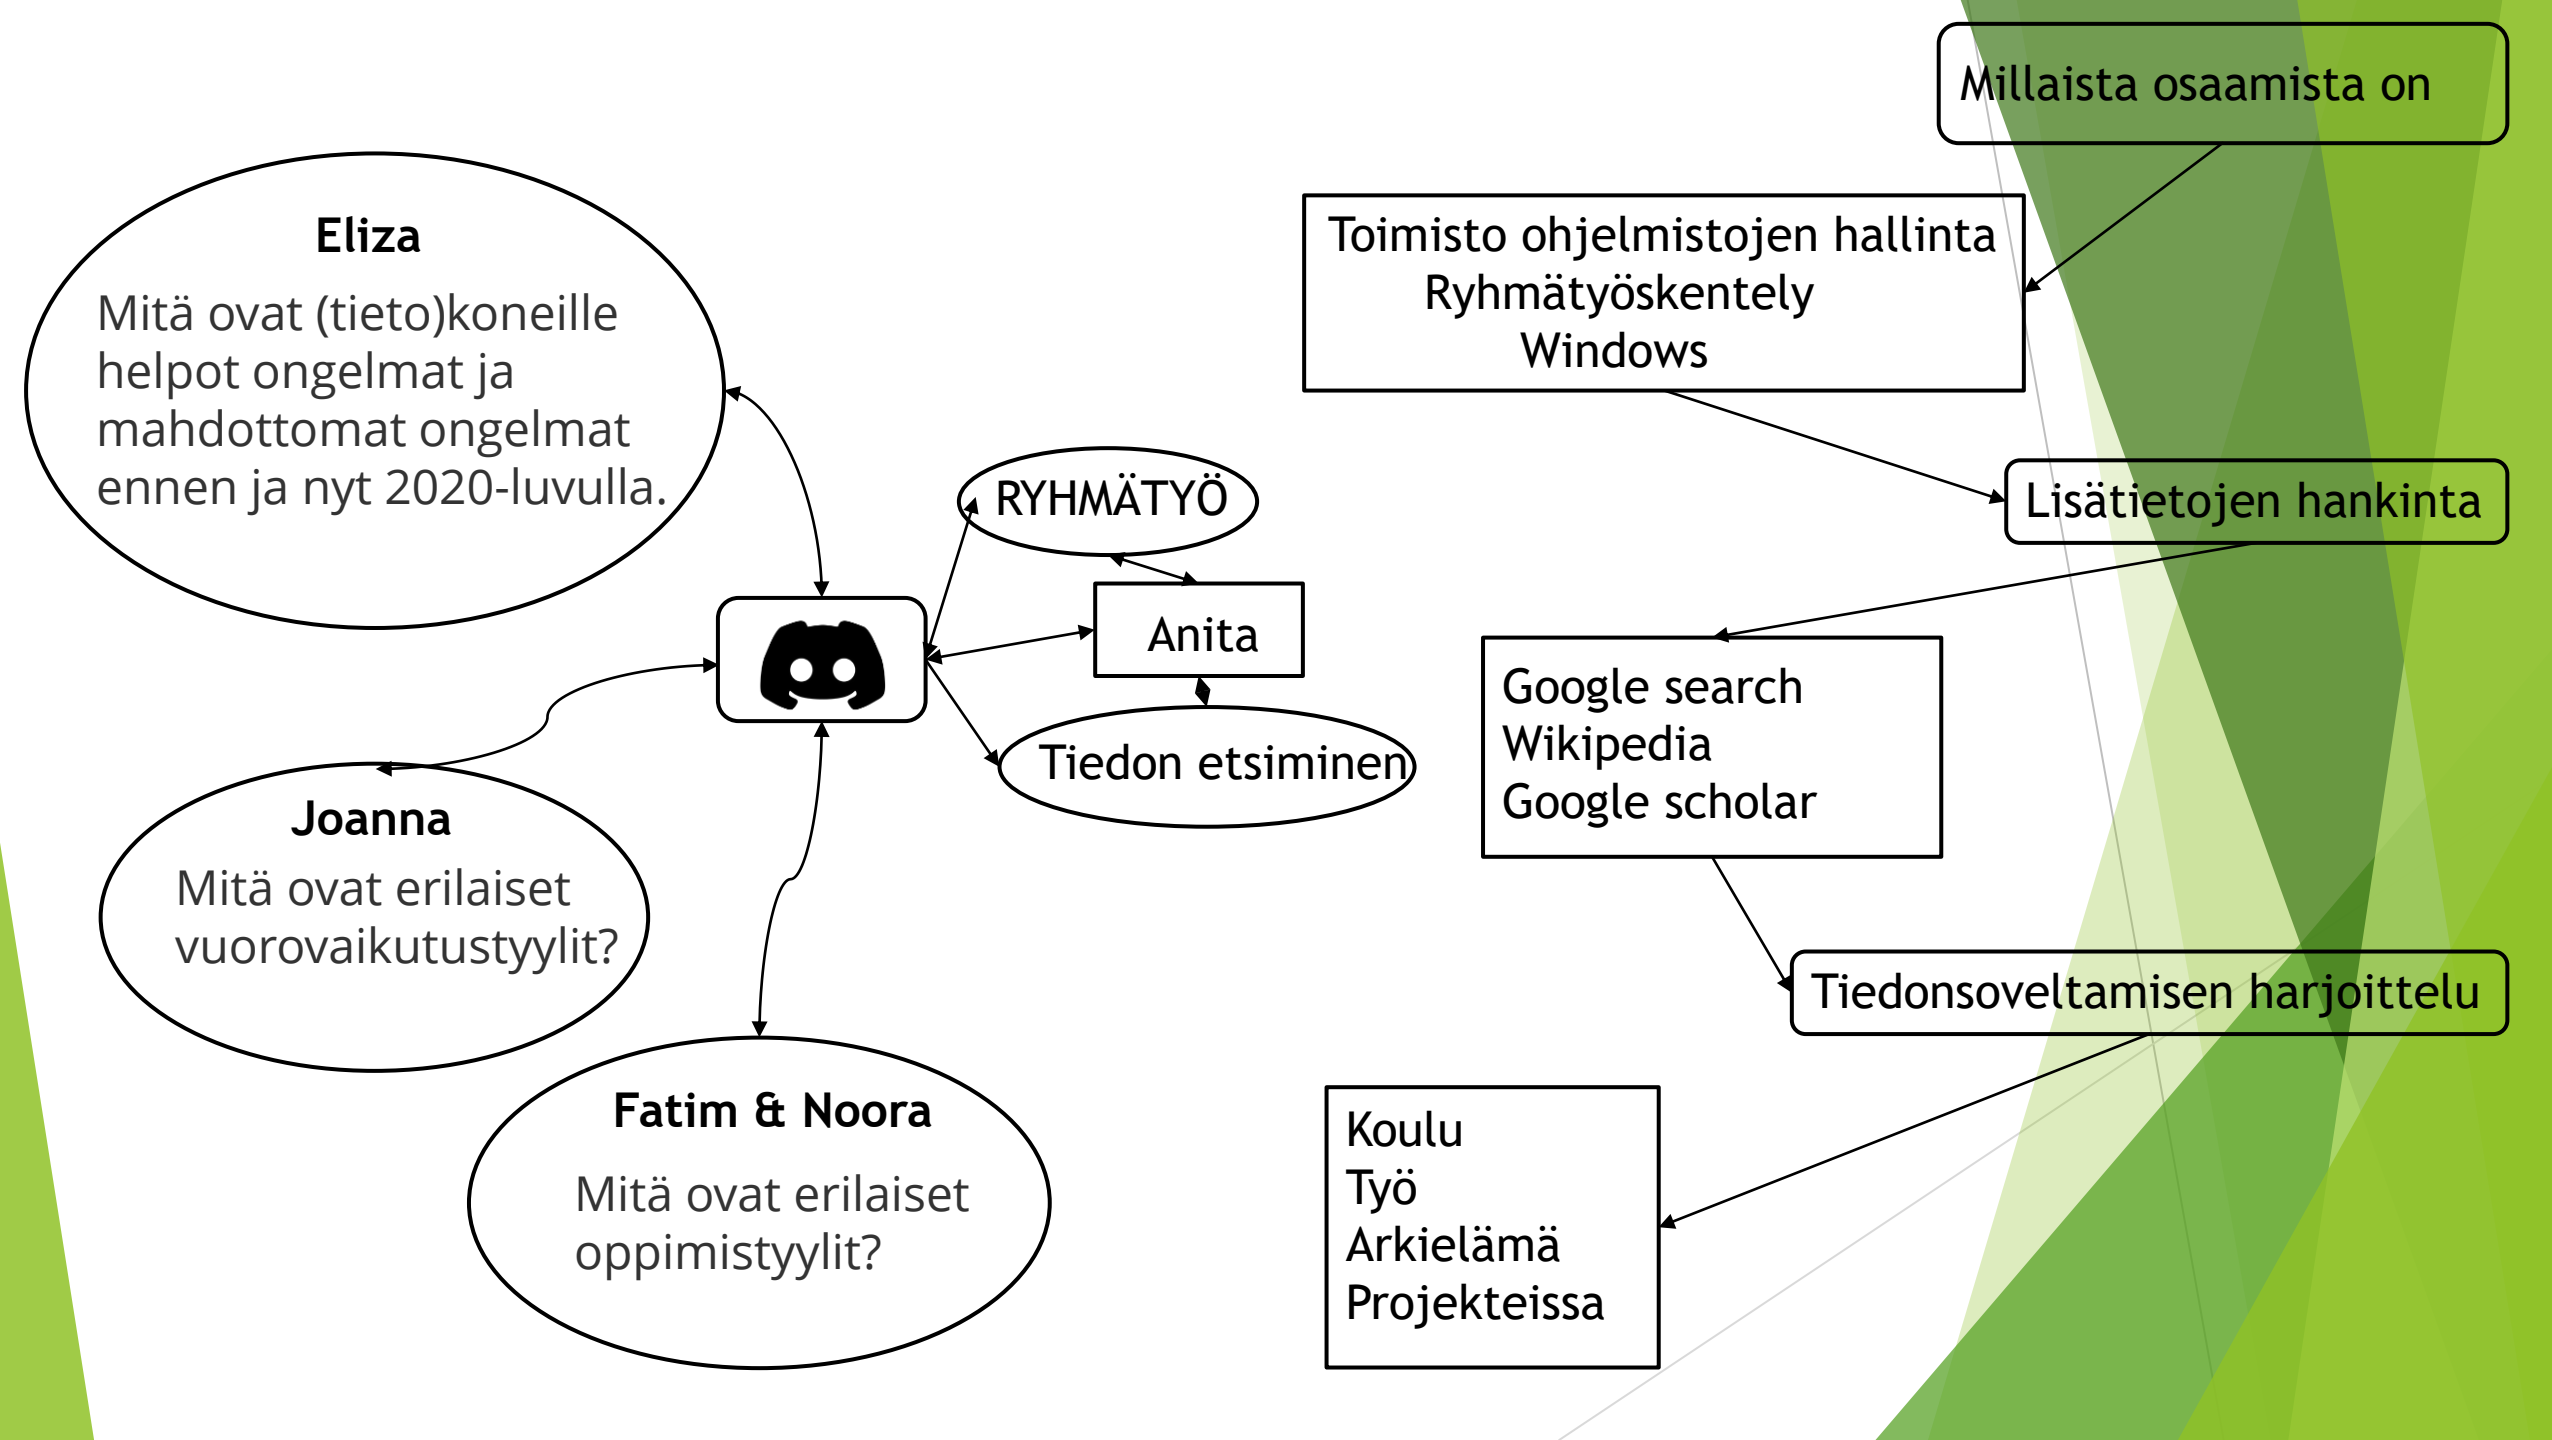 Eliza
Mitä ovat (tieto)koneille
helpot ongelmat ja
mahdottomat ongelmat
ennen ja nyt 2020-luvulla.
Joanna
Mitä ovat erilaiset
vuorovaikutustyylit?
Fatim & Noora
Mitä ovat erilaiset
oppimistyylit?
RYHMÄTYÖ
Anita
Tiedon etsiminen
Millaista osaamista on
Toimisto ohjelmistojen hallinta
Ryhmätyöskentely
Windows
Lisätietojen hankinta
Google search
Wikipedia
Google scholar
Tiedonsoveltamisen harjoittelu
Koulu
Työ
Arkielämä
Projekteissa